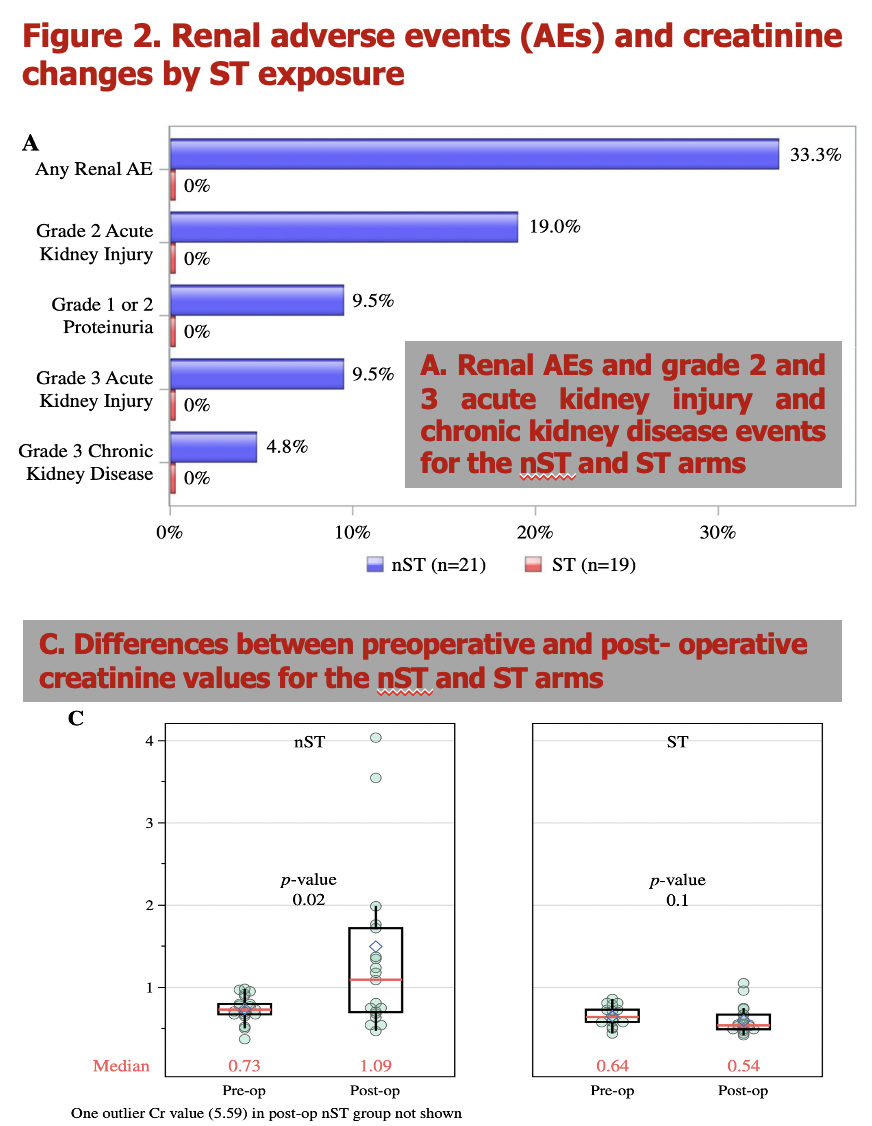 Figure 2. Renal adverse events (AEs) and creatinine
changes by ST exposure
A
Any Renal AE
33.3%
0%
Grade 2 Acute
Kidney Injury
19.0%
0%
Grade 1 or 2
Proteinuria
9.5%
0%
Grade 3 Acute
Kidney Injury
9.5%
0%
Grade 3 Chronic
Kidney Disease
4.8%
0%
A. Renal AEs and grade 2 and
3 acute kidney injury and
chronic kidney disease events
for the nST and ST arms
0% 10% 20% 30%
nST (n=21) ST (n=19)
C. Differences between preoperative and post- operative
creatinine values for the nST and ST arms
C
nST
ST
4
3
2
1
p-value
0.02
p-value
0.1
Median 0.73 1.09 0.64 0.54
Pre-op Post-op Pre-op Post-op
One outlier Cr value (5.59) in post-op nST group not shown